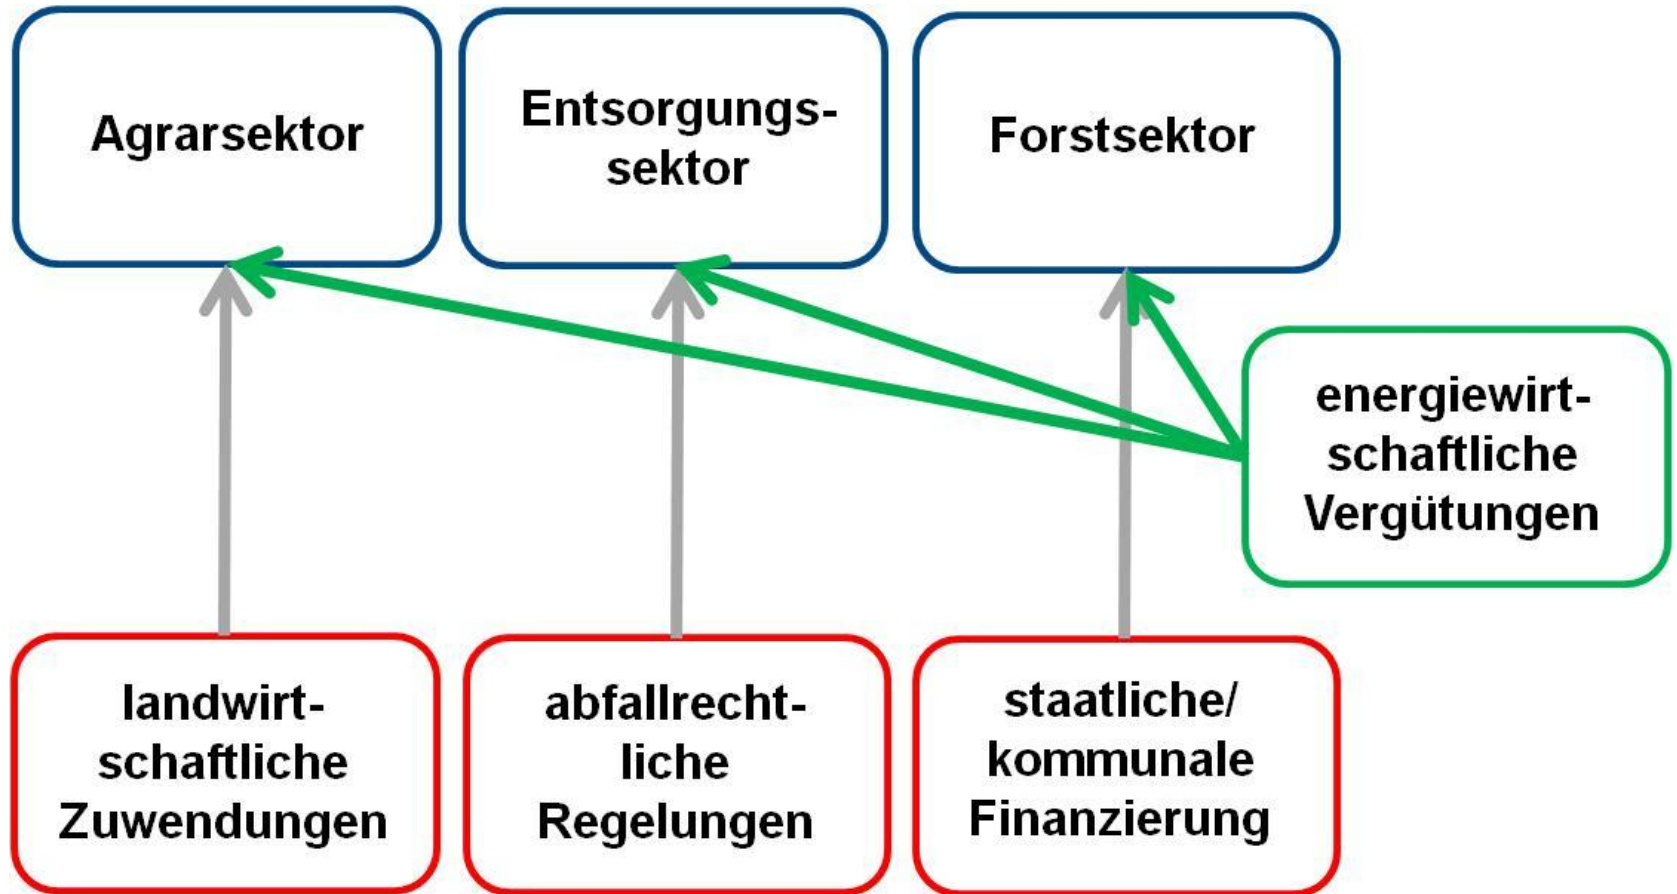 Agrarsektor
Entsorgungs-
sektor
Forstsektor
energiewirt-
schaftliche
Vergütungen
landwirt-
schaftliche
Zuwendungen
abfallrecht-
liche
Regelungen
staatliche/
kommunale
Finanzierung